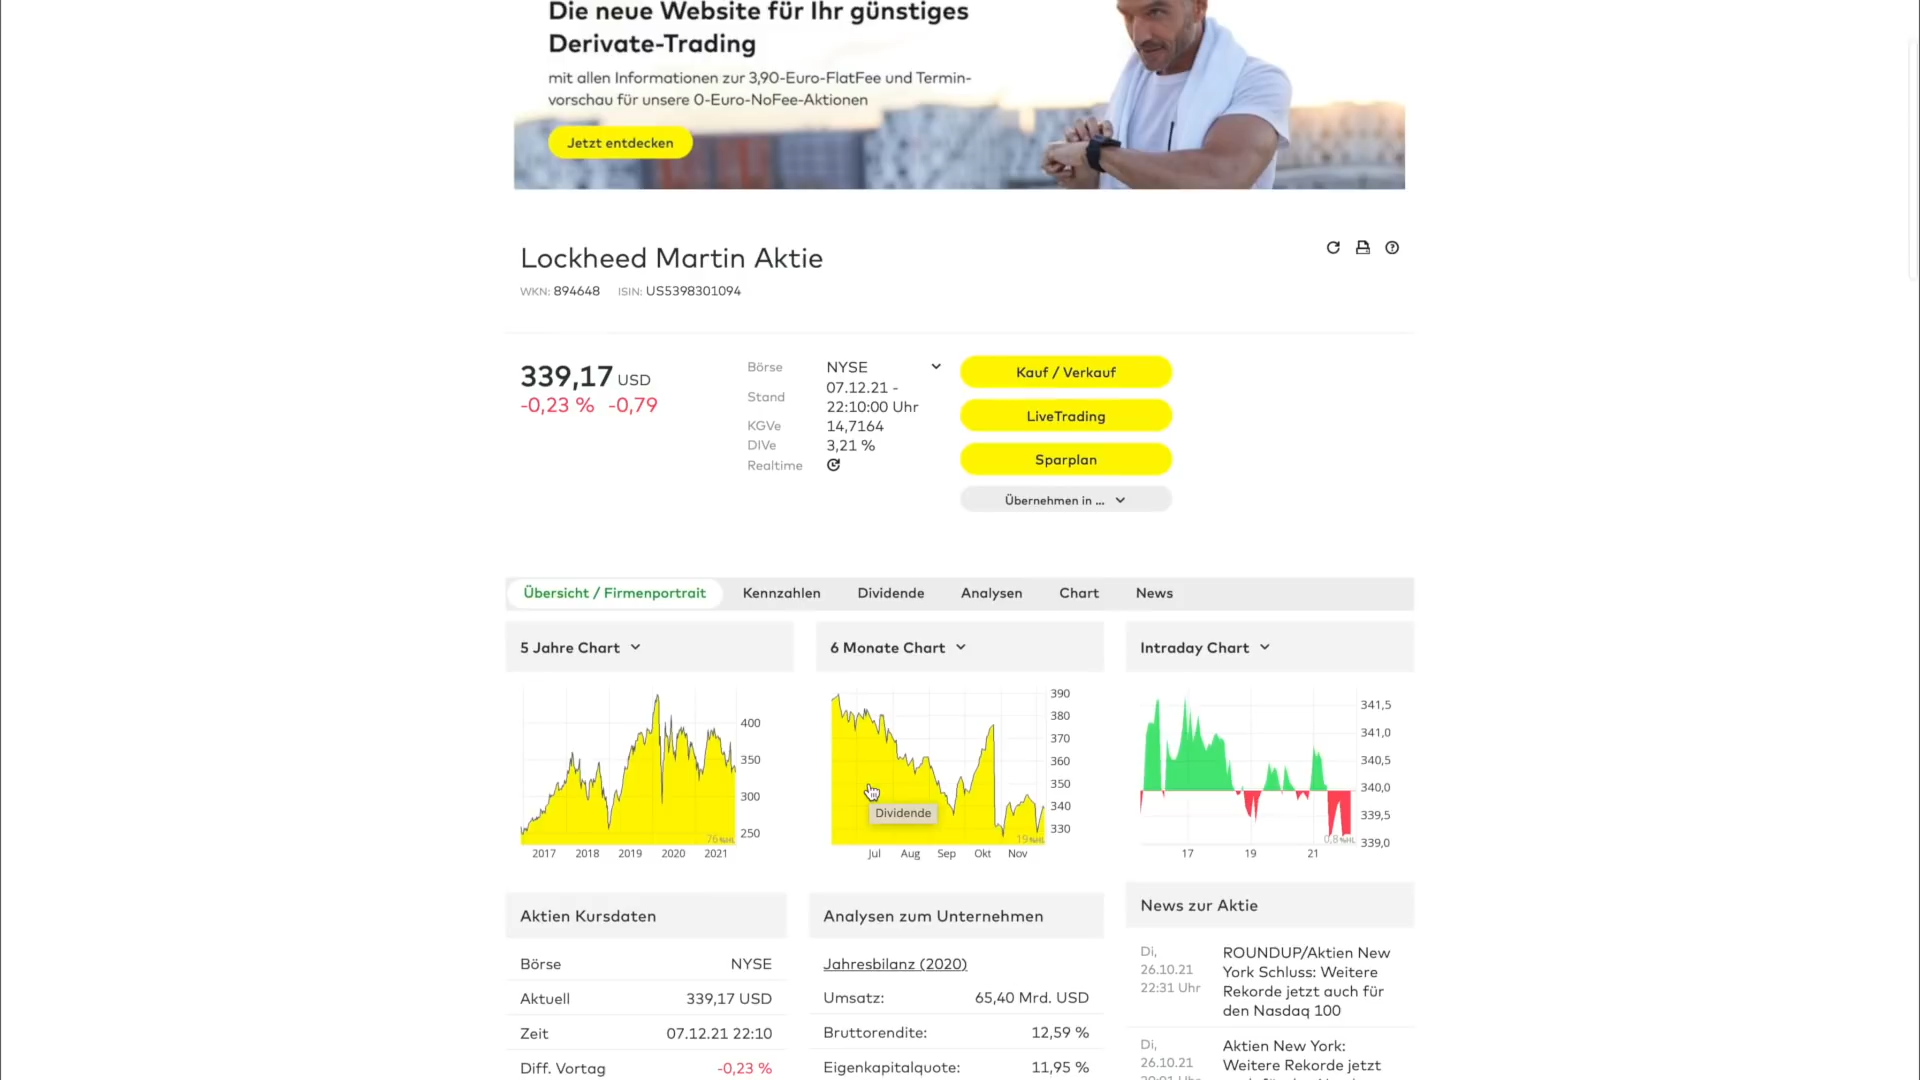 Die neue Website für Ihr günstiges
Derivate-Trading
mit allen Informationen zur 3,90-Euro-FlatFee und Termin-
vorschau für unsere 0-Euro-NoFee-Aktionen
Jetzt entdecken
Lockheed Martin Aktie
WKN: 894648 ISIN: US5398301094
339,17 USD
-0,23 % -0,79
Börse NYSE
Stand 07.12.21 -
22:10:00 Uhr
KGVe 14,7164
DIVe 3,21 %
Realtime
Kauf / Verkauf
LiveTrading
Sparplan
Übernehmen in ...
Übersicht / Firmenportrait Kennzahlen Dividende Analysen Chart News
5 Jahre Chart
400
350
300
250
2017 2018 2019 2020 2021
6 Monate Chart
390
380
370
360
350
340
330
Dividende
Jul Aug Sep Okt Nov
Intraday Chart
341,5
341,0
340,5
340,0
339,5
339,0
17 19 21
Aktien Kursdaten
Börse NYSE
Aktuell 339,17 USD
Zeit 07.12.21 22:10
Diff. Vortag -0,23 %
Analysen zum Unternehmen
Jahresbilanz (2020)
Umsatz: 65,40 Mrd. USD
Bruttorendite: 12,59 %
Eigenkapitalquote: 11,95 %
News zur Aktie
Di,
26.10.21
22:31 Uhr
ROUNDUP/Aktien New
York Schluss: Weitere
Rekorde jetzt auch für
den Nasdaq 100
Di,
26.10.21
Aktien New York:
Weitere Rekorde jetzt